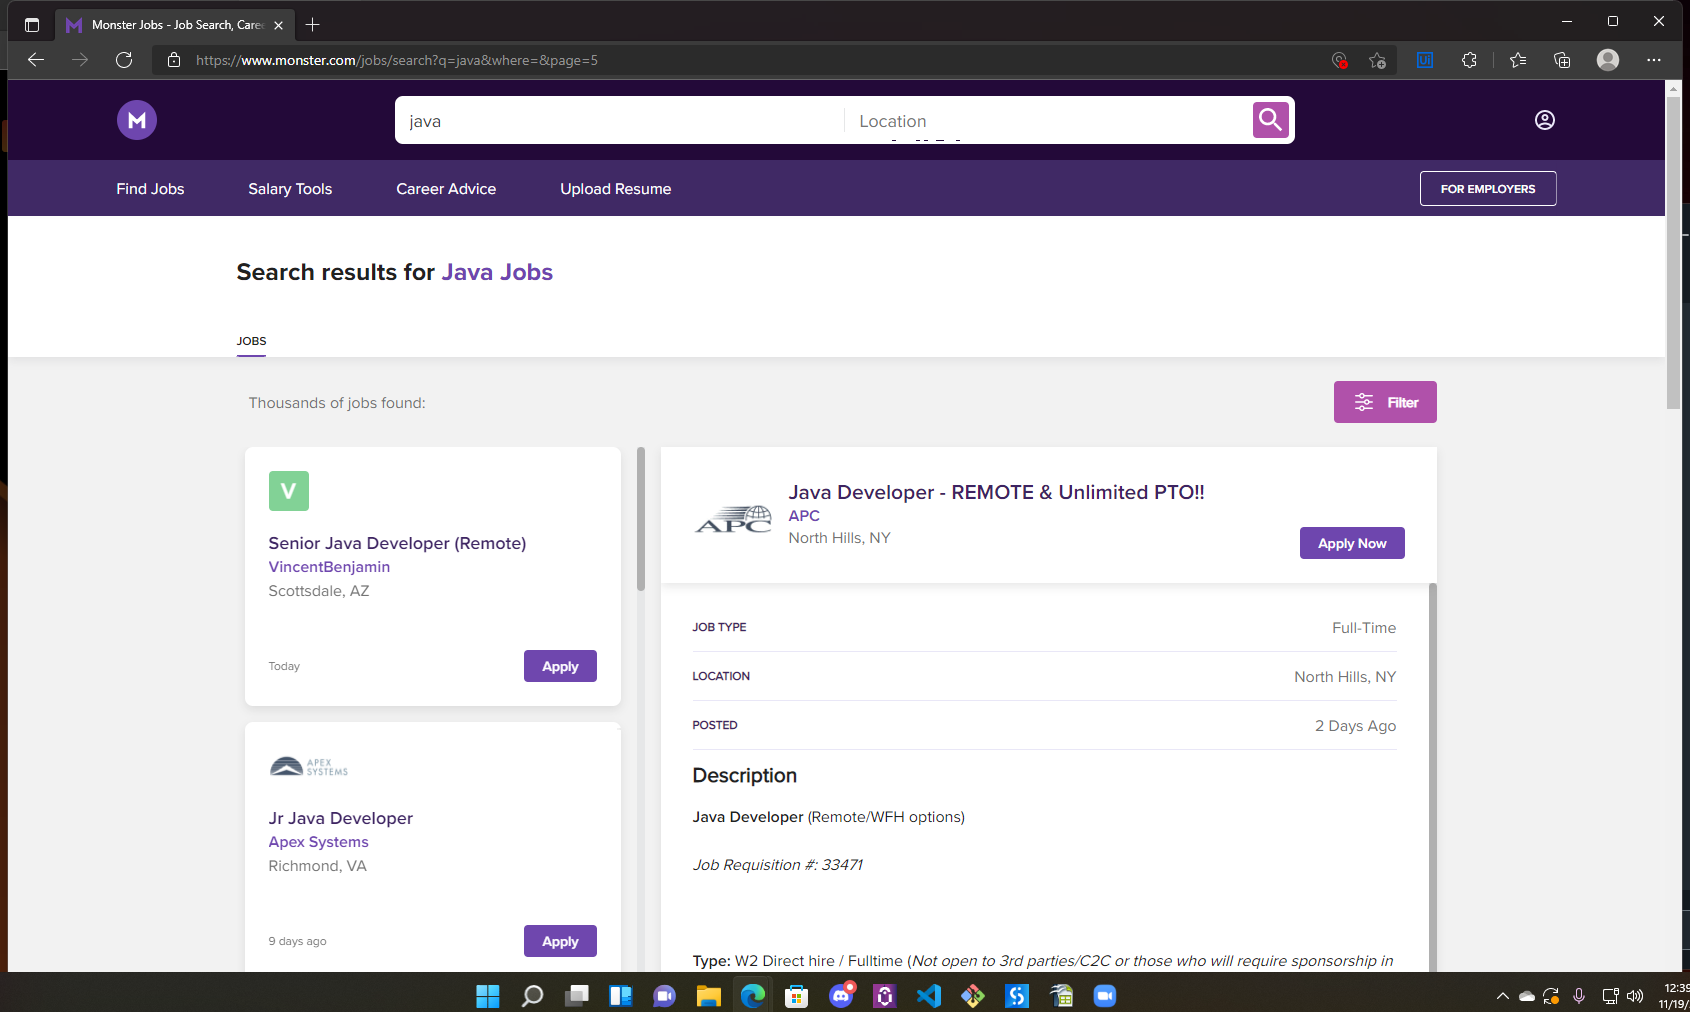 Monster Jobs - Job Search, Care
https://www.monster.com/jobs/search?q=java&where=&page=5
M
java
Location
Find Jobs
Salary Tools
Career Advice
Upload Resume
FOR EMPLOYERS
Search results for Java Jobs
JOBS
Thousands of jobs found:
Filter
V
Senior Java Developer (Remote)
VincentBenjamin
Scottsdale, AZ
Today
Apply
APEX
SYSTEMS
Jr Java Developer
Apex Systems
Richmond, VA
9 days ago
Apply
APC
Java Developer - REMOTE & Unlimited PTO!!
APC
North Hills, NY
Apply Now
JOB TYPE
Full-Time
LOCATION
North Hills, NY
POSTED
2 Days Ago
Description
Java Developer (Remote/WFH options)
Job Requisition #: 33471
Type: W2 Direct hire / Fulltime (Not open to 3rd parties/C2C or those who will require sponsorship in
12:39
11/19/